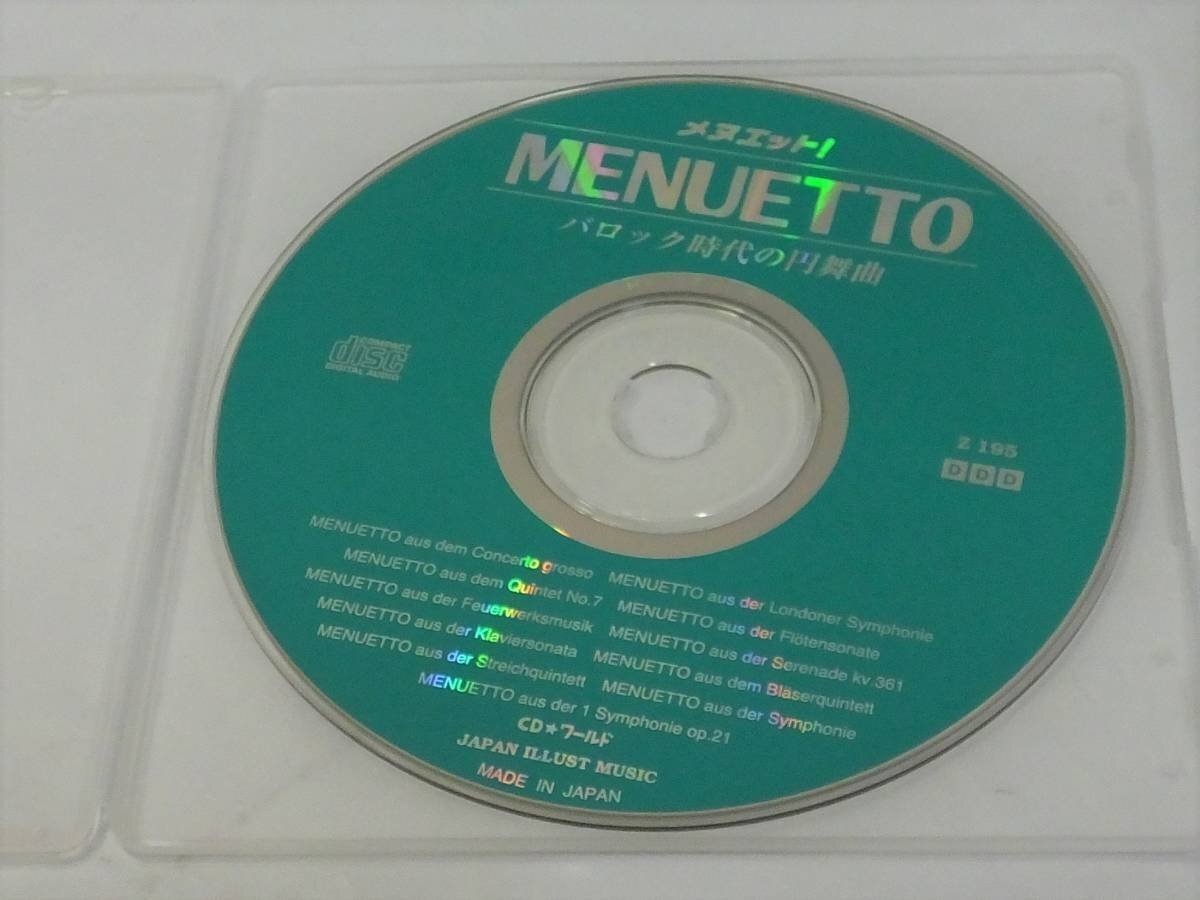 メヌエット!
MENUETTO
バロック時代の円舞曲
COMPACT
disc
DIGITAL AUDIO
Z 195
D D D
MENUETTO aus dem Concerto grosso
MENUETTO aus dem Quintet No.7
MENUETTO aus der Feuerwerksmusik
MENUETTO aus der Klaviersonata
MENUETTO aus der Streichquintett
MENUETTO aus der Londoner Symphonie
MENUETTO aus der Flötensonate
MENUETTO aus der Serenade kv 361
MENUETTO aus dem Bläserquintett
MENUETTO aus der Symphonie
MENUETTO aus der 1 Symphonie op.21
CD★ワールド
JAPAN ILLUST MUSIC
MADE IN JAPAN